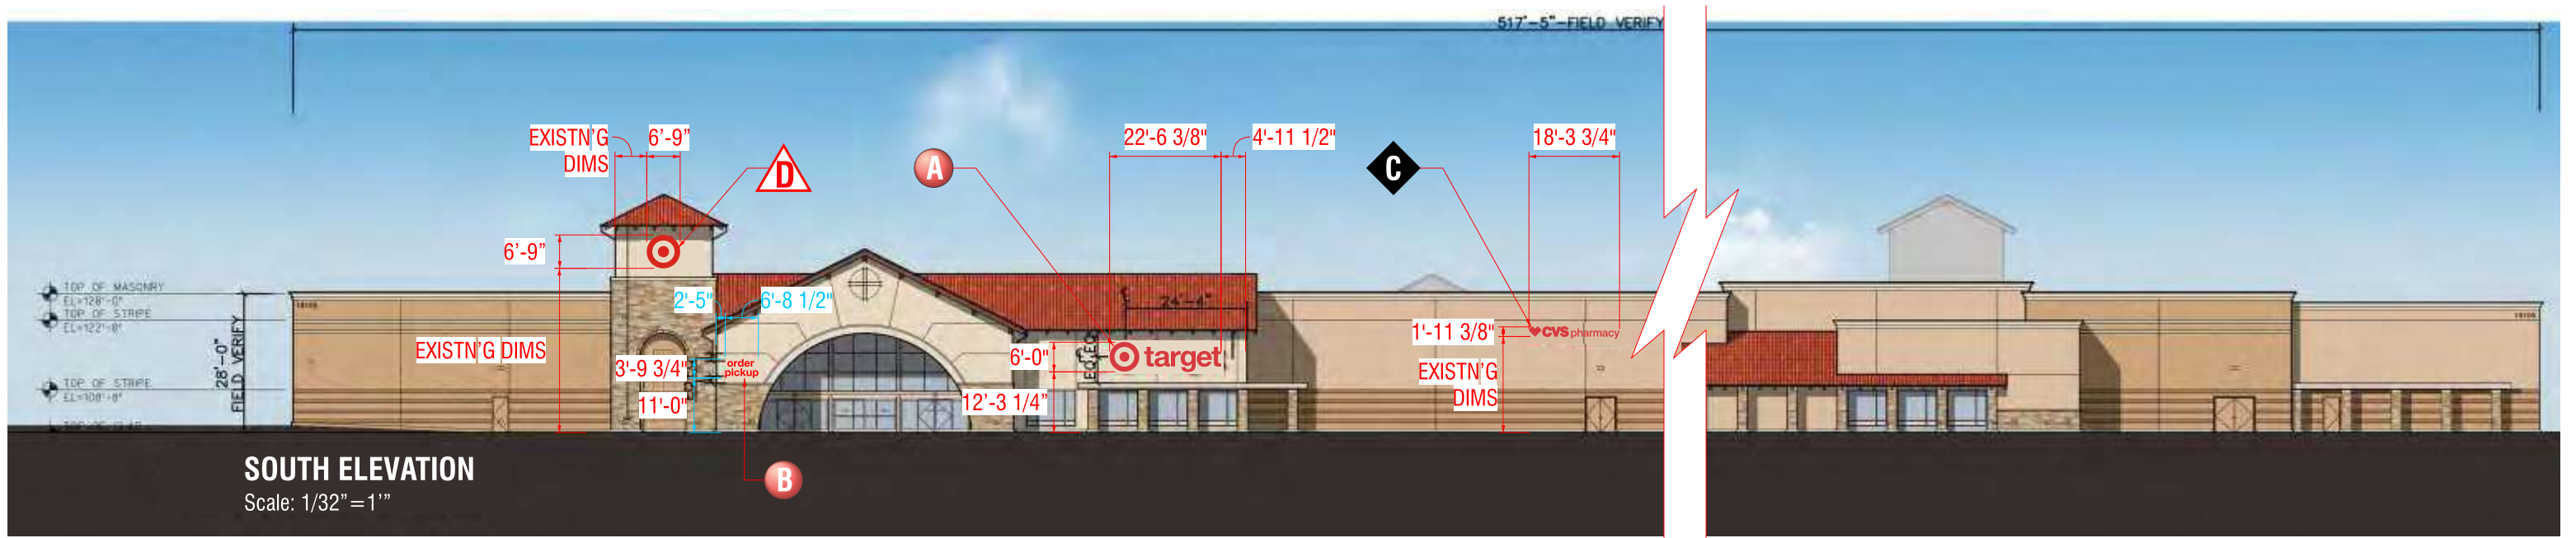 517'-5"-FIELD VERIFY
EXISTN'G
DIMS
6'-9”
D
A
22'-6 3/8"
4'-11 1/2"
C
18'-3 3/4"
6'-9”
TOP OF MASONRY
EL=128'-0"
TOP OF STRIPE
EL=122'-8"
TOP OF STRIPE
EL=108'-8"
28'-0"
FIELD VERIFY
EXISTN'G DIMS
2'-5"
6'-8 1/2"
3'-9 3/4"
11'-0"
order
pickup
B
24'-4"
EQ.EQ.
6'-0"
12'-3 1/4”
target
1'-11 3/8"
CVS pharmacy
EXISTN'G
DIMS
SOUTH ELEVATION
Scale: 1/32”=1'”